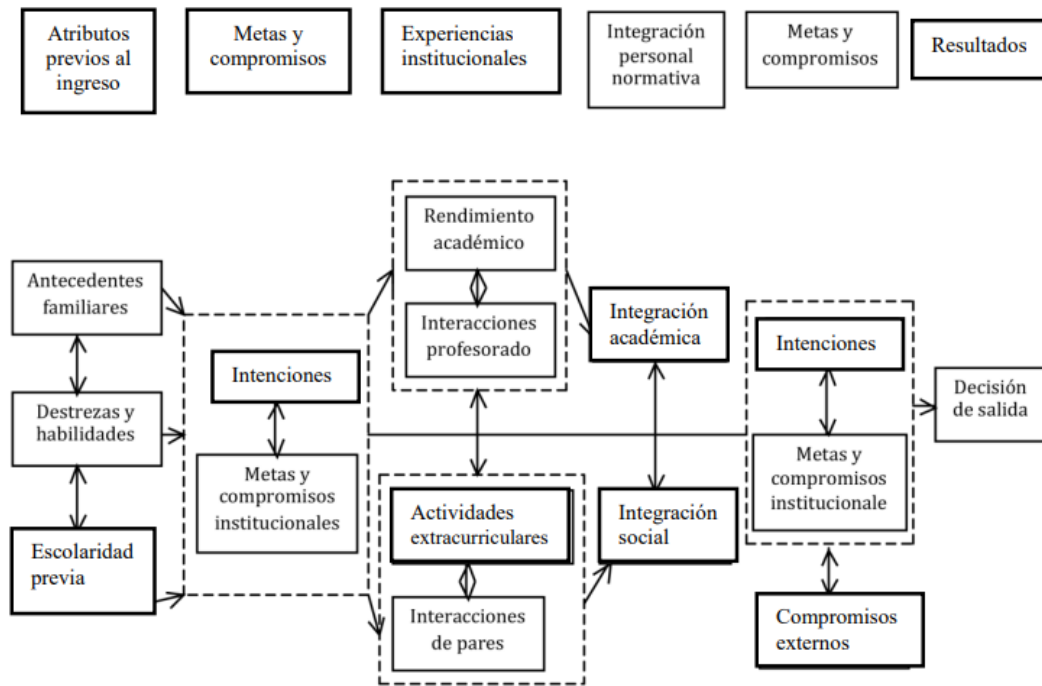 Atributos
previos al
ingreso
Metas y
compromisos
Experiencias
institucionales
Integración
personal
normativa
Metas y
compromisos
Resultados
Antecedentes
familiares
Destrezas y
habilidades
Escolaridad
previa
Intenciones
Metas y
compromisos
institucionales
Rendimiento
académico
Interacciones
profesorado
Actividades
extracurriculares
Interacciones
de pares
Integración
académica
Integración
social
Intenciones
Metas y
compromisos
institucionale
Compromisos
externos
Decisión
de salida